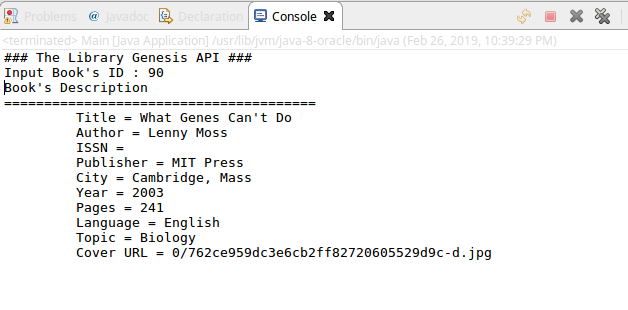 Problems @ Javadoc Declaration Console
<terminated> Main [Java Application] /usr/lib/jvm/java-8-oracle/bin/java (Feb 26, 2019, 10:39:29 PM)
### The Library Genesis API ###
Input Book's ID : 90
Book's Description
=======================================
Title = What Genes Can't Do
Author = Lenny Moss
ISSN =
Publisher = MIT Press
City = Cambridge, Mass
Year = 2003
Pages = 241
Language = English
Topic = Biology
Cover URL = 0/762ce959dc3e6cb2ff82720605529d9c-d.jpg